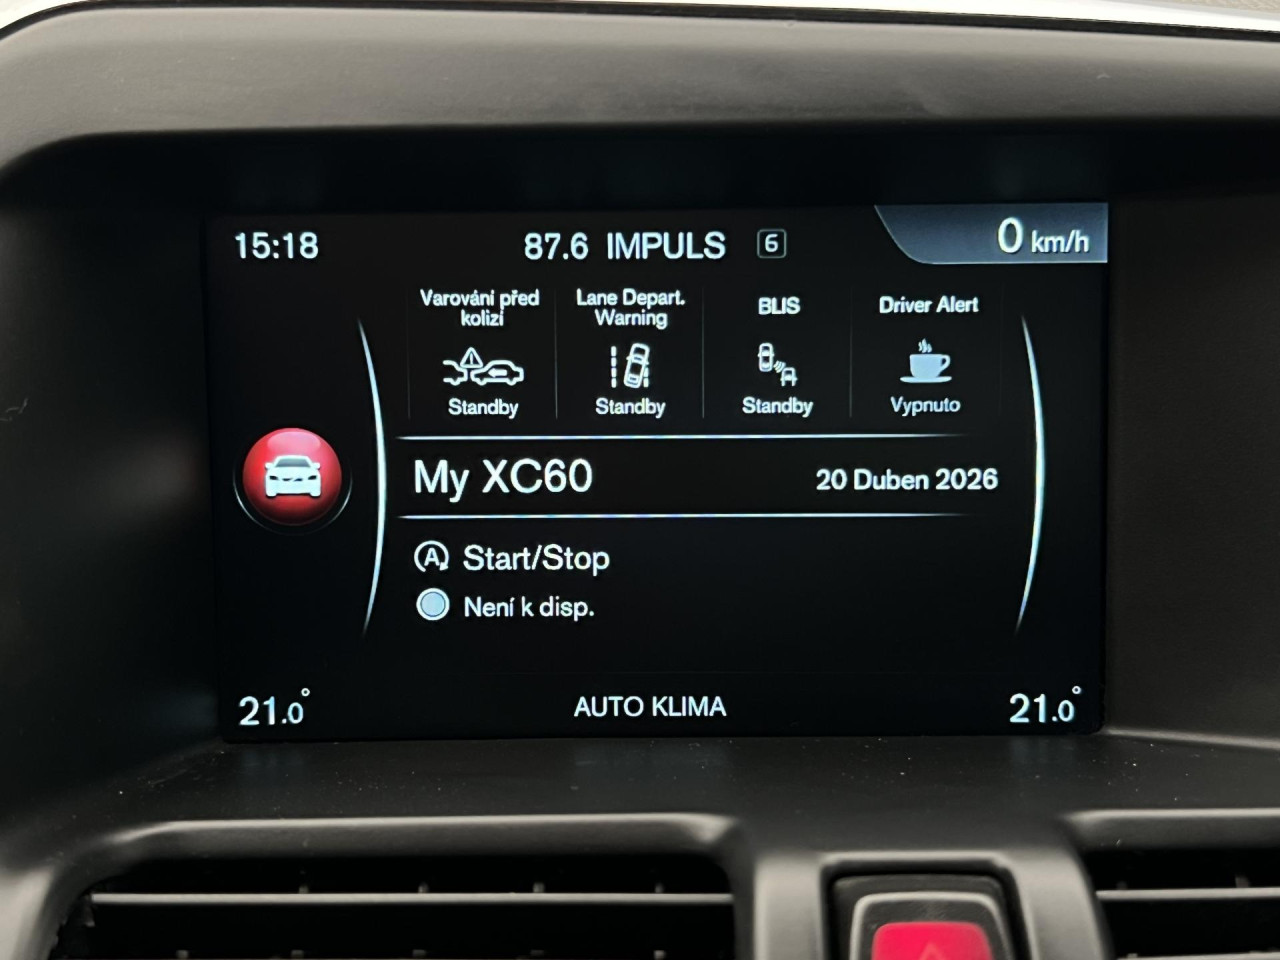 15:18
87.6 IMPULS 6
0 km/h
Varování před
kolizí
Standby
Lane Depart.
Warning
Standby
BLIS
Standby
Driver Alert
Vypnuto
My XC60
20 Duben 2026
A Start/Stop
Není k disp.
21.0°
AUTO KLIMA
21.0°